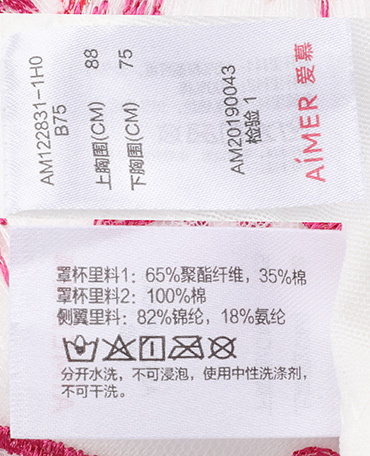 AM122831-1H0
B75
上胸围(CM) 88
下胸围(CM) 75
AM20190043
检验 1
AiMER 爱慕
罩杯里料1: 65%聚酯纤维, 35%棉
罩杯里料2: 100%棉
侧翼里料: 82%锦纶, 18%氨纶
分开水洗, 不可浸泡, 使用中性洗涤剂,
不可干洗。